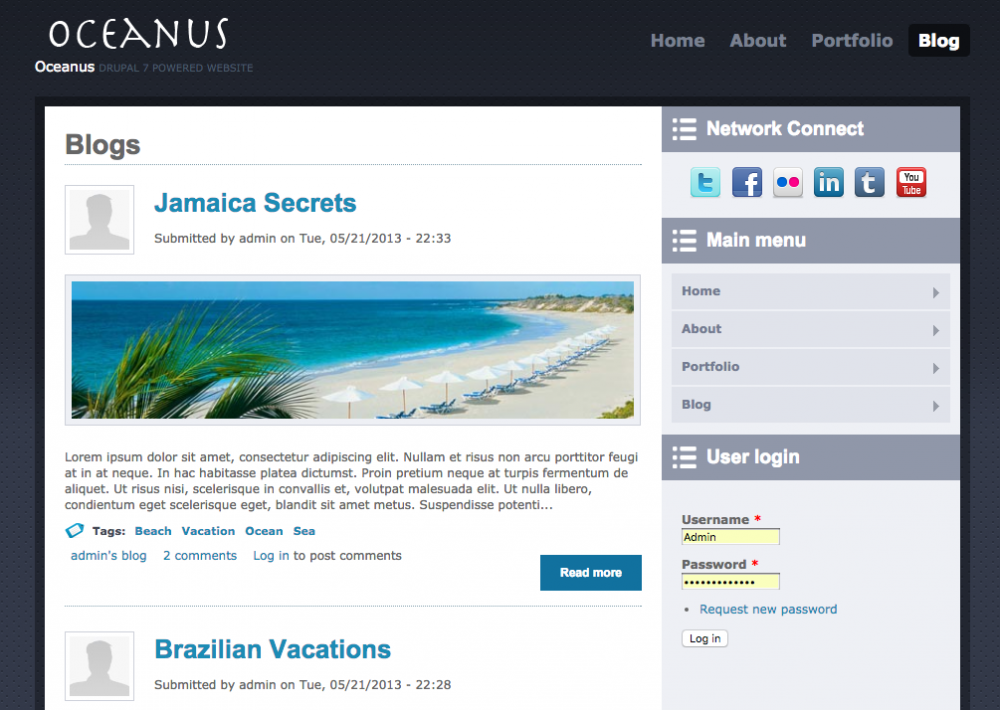 OCEANUS
Oceanus DRUPAL 7 POWERED WEBSITE
Home About Portfolio Blog
Blogs
Jamaica Secrets
Submitted by admin on Tue, 05/21/2013 - 22:33
Lorem ipsum dolor sit amet, consectetur adipiscing elit. Nullam et risus non arcu porttitor feugi
at in at neque. In hac habitasse platea dictumst. Proin pretium neque at turpis fermentum de
aliquet. Ut risus nisi, scelerisque in convallis et, volutpat malesuada elit. Ut nulla libero,
condientum eget scelerisque eget, blandit sit amet metus. Suspendisse potenti...
Tags: Beach Vacation Ocean Sea
admin's blog 2 comments Log in to post comments
Read more
Brazilian Vacations
Submitted by admin on Tue, 05/21/2013 - 22:28
Network Connect
t f in t You
Tube
Main menu
Home
About
Portfolio
Blog
User login
Username *
Admin
Password *
•••••••••••••
• Request new password
Log in